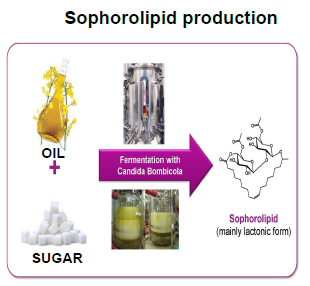 Sophorolipid production
OIL
+
SUGAR
Fermentation with
Candida Bombicola
Sophorolipid
(mainly lactonic form)